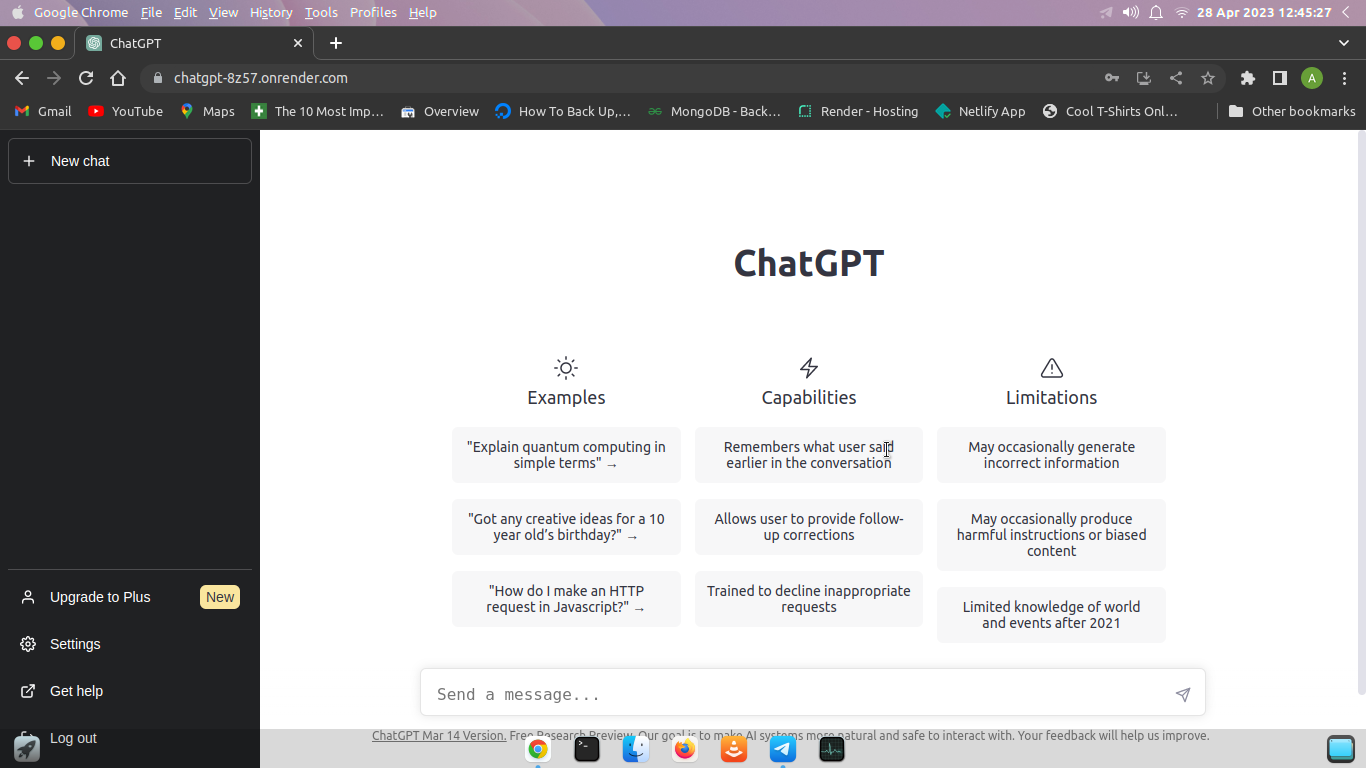 Google Chrome File Edit View History Tools Profiles Help 28 Apr 2023 12:45:27
ChatGPT
chatgpt-8z57.onrender.com
A
Gmail YouTube Maps The 10 Most Imp... Overview How To Back Up,... MongoDB - Back... Render - Hosting Netlify App Cool T-Shirts Onl... Other bookmarks
New chat
ChatGPT
Examples
"Explain quantum computing in
simple terms" →
"Got any creative ideas for a 10
year old's birthday?" →
"How do I make an HTTP
request in Javascript?" →
Capabilities
Remembers what user said
earlier in the conversation
Allows user to provide follow-
up corrections
Trained to decline inappropriate
requests
Limitations
May occasionally generate
incorrect information
May occasionally produce
harmful instructions or biased
content
Limited knowledge of world
and events after 2021
Upgrade to Plus New
Settings
Get help
Log out
Send a message...
ChatGPT Mar 14 Version. Free Research Preview. Our goal is to make AI systems more natural and safe to interact with. Your feedback will help us improve.